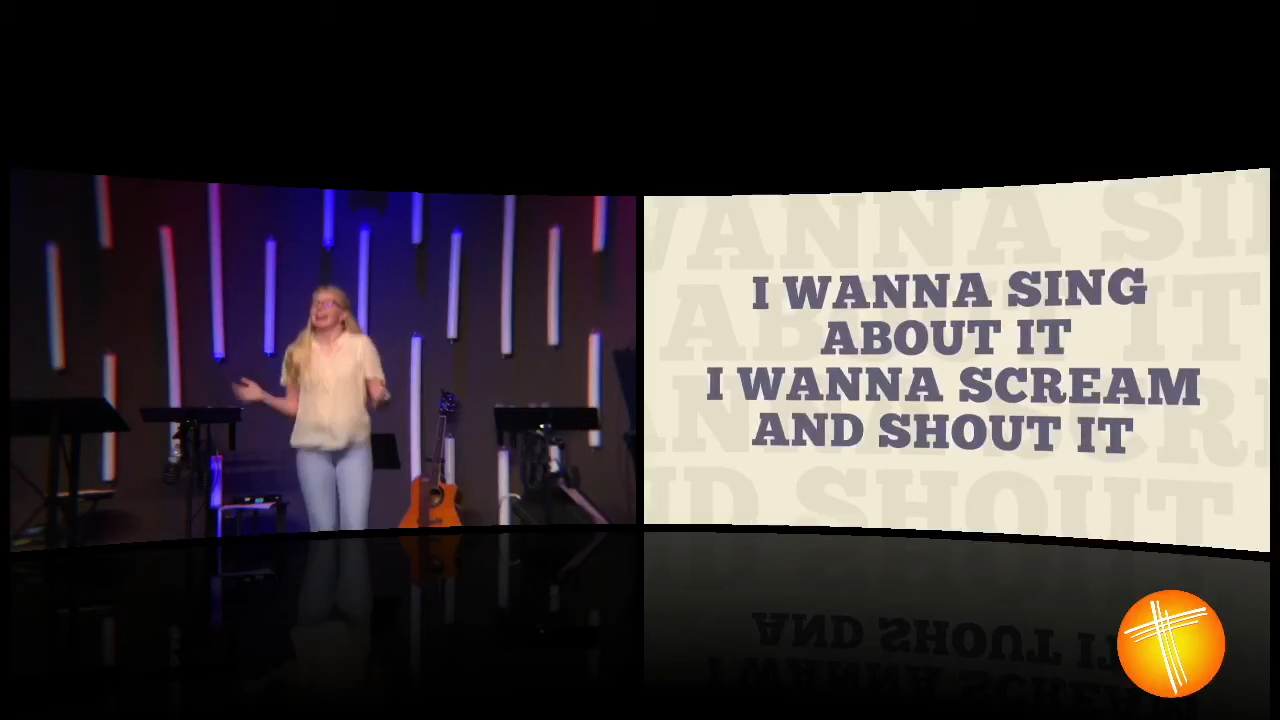 I WANNA SING
ABOUT IT
I WANNA SCREAM
AND SHOUT IT